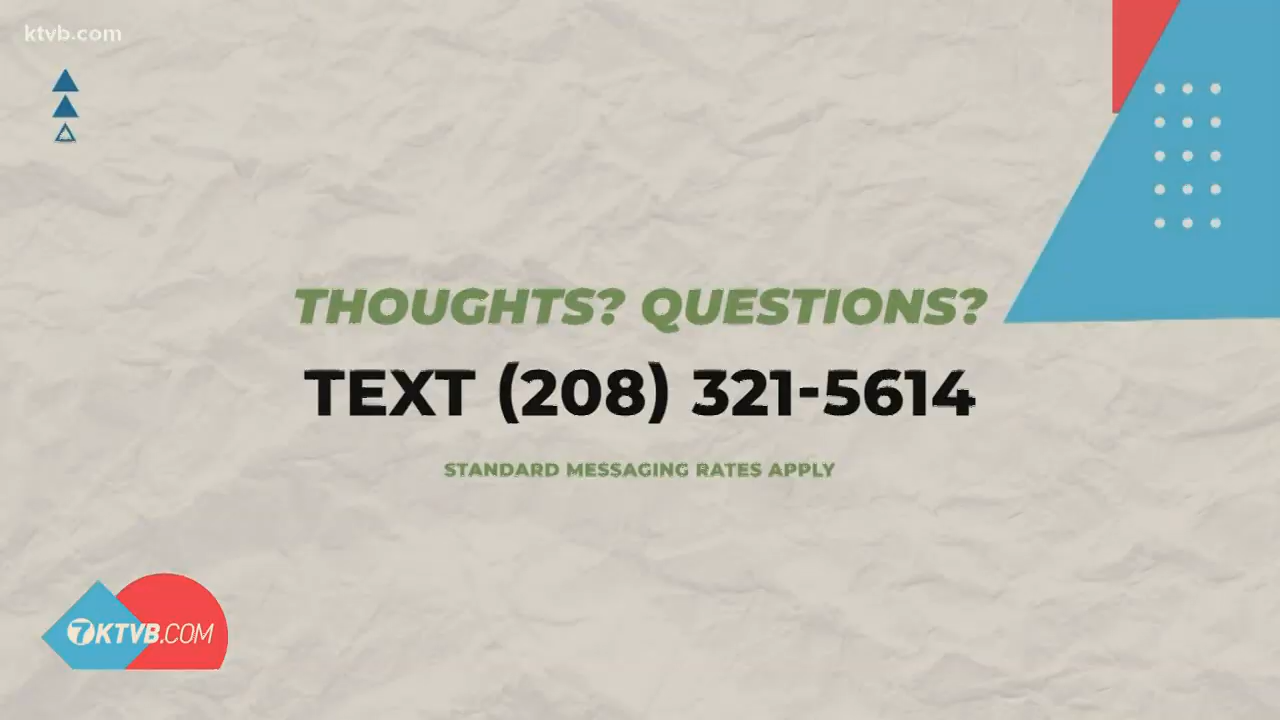 ktvb.com
THOUGHTS? QUESTIONS?
TEXT (208) 321-5614
STANDARD MESSAGING RATES APPLY
7KTVB.COM